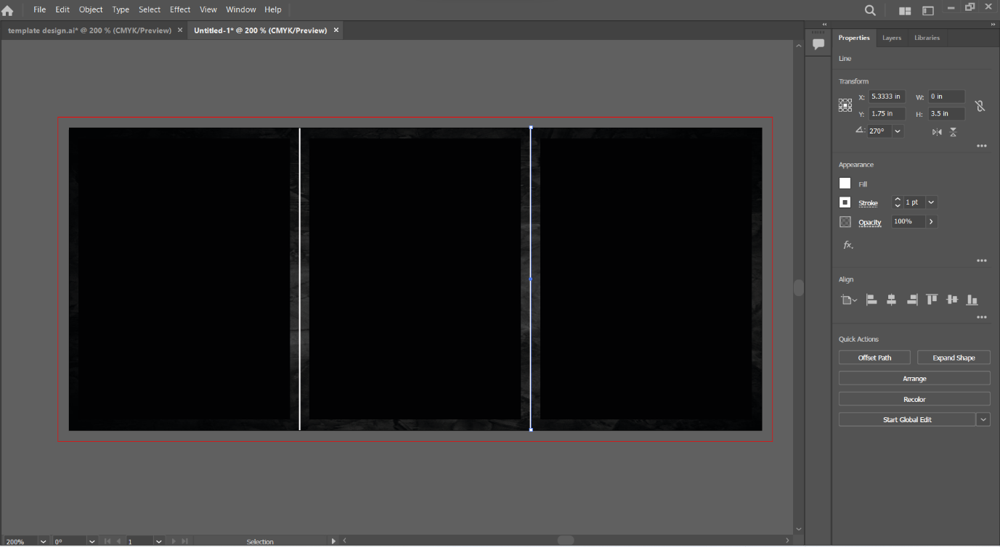 File Edit Object Type Select Effect View Window Help
template design.ai* @ 200 % (CMYK/Preview) × Untitled-1* @ 200 % (CMYK/Preview) ×
Properties Layers Libraries
Line
Transform
X: 5.3333 in W: 0 in
Y: 1.75 in H: 3.5 in
270°
Appearance
Fill
Stroke 1 pt
Opacity 100%
fx.
Align
Quick Actions
Offset Path Expand Shape
Arrange
Recolor
Start Global Edit
200% 0° 1 Selection